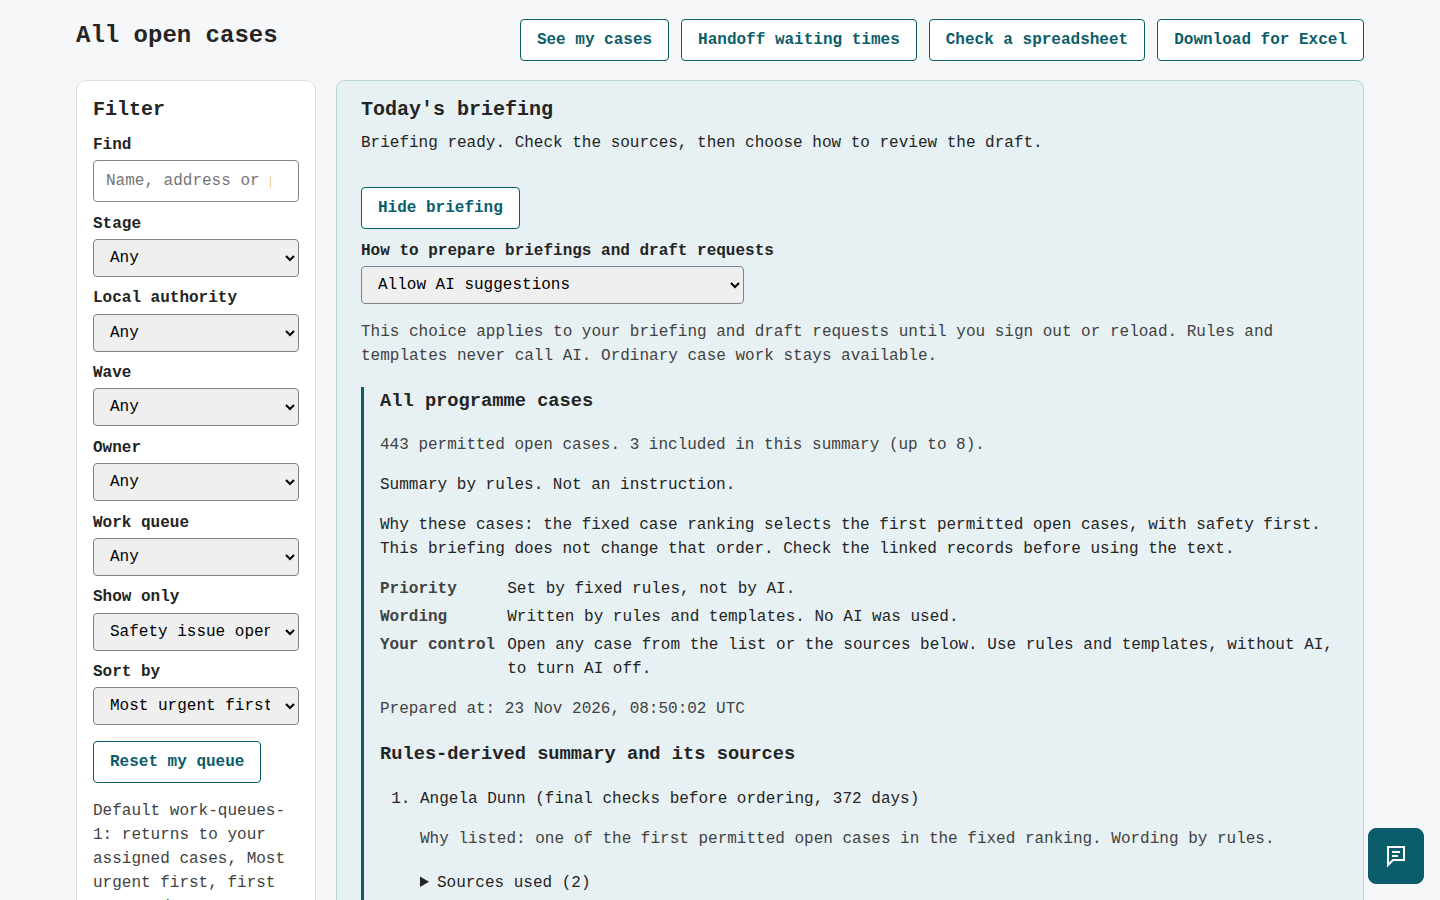 All open cases
See my cases
Handoff waiting times
Check a spreadsheet
Download for Excel
Filter
Find
Name, address or
Stage
Any
Local authority
Any
Wave
Any
Owner
Any
Work queue
Any
Show only
Safety issue open
Sort by
Most urgent first
Reset my queue
Default work-queues-
1: returns to your
assigned cases, Most
urgent first, first
Today's briefing
Briefing ready. Check the sources, then choose how to review the draft.
Hide briefing
How to prepare briefings and draft requests
Allow AI suggestions
This choice applies to your briefing and draft requests until you sign out or reload. Rules and
templates never call AI. Ordinary case work stays available.
All programme cases
443 permitted open cases. 3 included in this summary (up to 8).
Summary by rules. Not an instruction.
Why these cases: the fixed case ranking selects the first permitted open cases, with safety first.
This briefing does not change that order. Check the linked records before using the text.
Priority Set by fixed rules, not by AI.
Wording Written by rules and templates. No AI was used.
Your control Open any case from the list or the sources below. Use rules and templates, without AI,
to turn AI off.
Prepared at: 23 Nov 2026, 08:50:02 UTC
Rules-derived summary and its sources
1. Angela Dunn (final checks before ordering, 372 days)
Why listed: one of the first permitted open cases in the fixed ranking. Wording by rules.
Sources used (2)